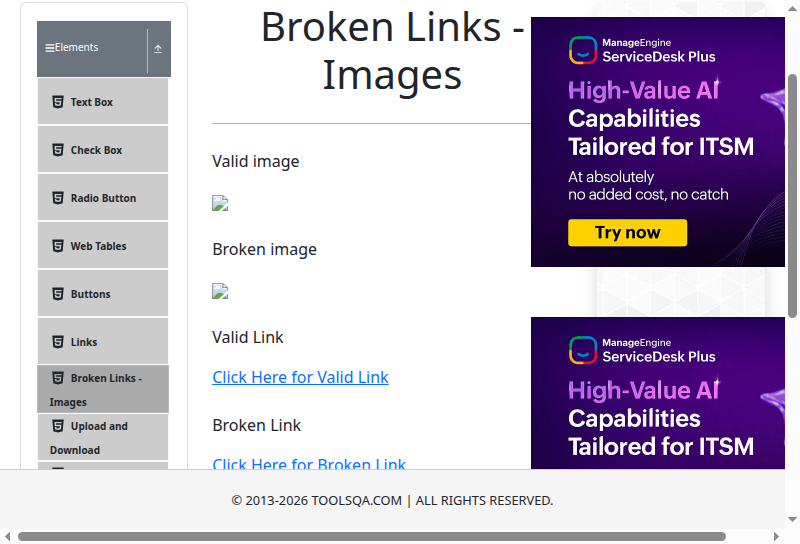 Elements
Text Box
Check Box
Radio Button
Web Tables
Buttons
Links
Broken Links -
Images
Upload and
Download
Broken Links -
Images
Valid image
Broken image
Valid Link
Click Here for Valid Link
Broken Link
Click Here for Broken Link
ManageEngine
ServiceDesk Plus
High-Value AI
Capabilities
Tailored for ITSM
At absolutely
no added cost, no catch
Try now
ManageEngine
ServiceDesk Plus
High-Value AI
Capabilities
Tailored for ITSM
© 2013-2026 TOOLSQA.COM | ALL RIGHTS RESERVED.